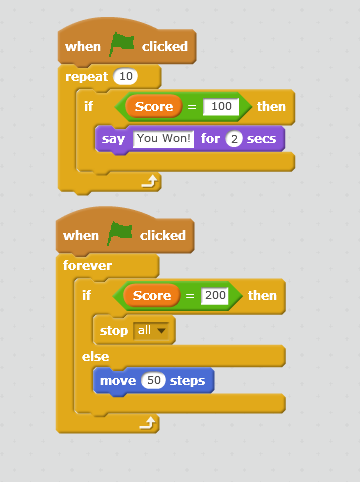 when clicked
repeat 10
if Score = 100 then
say You Won! for 2 secs
when clicked
forever
if Score = 200 then
stop all
else
move 50 steps